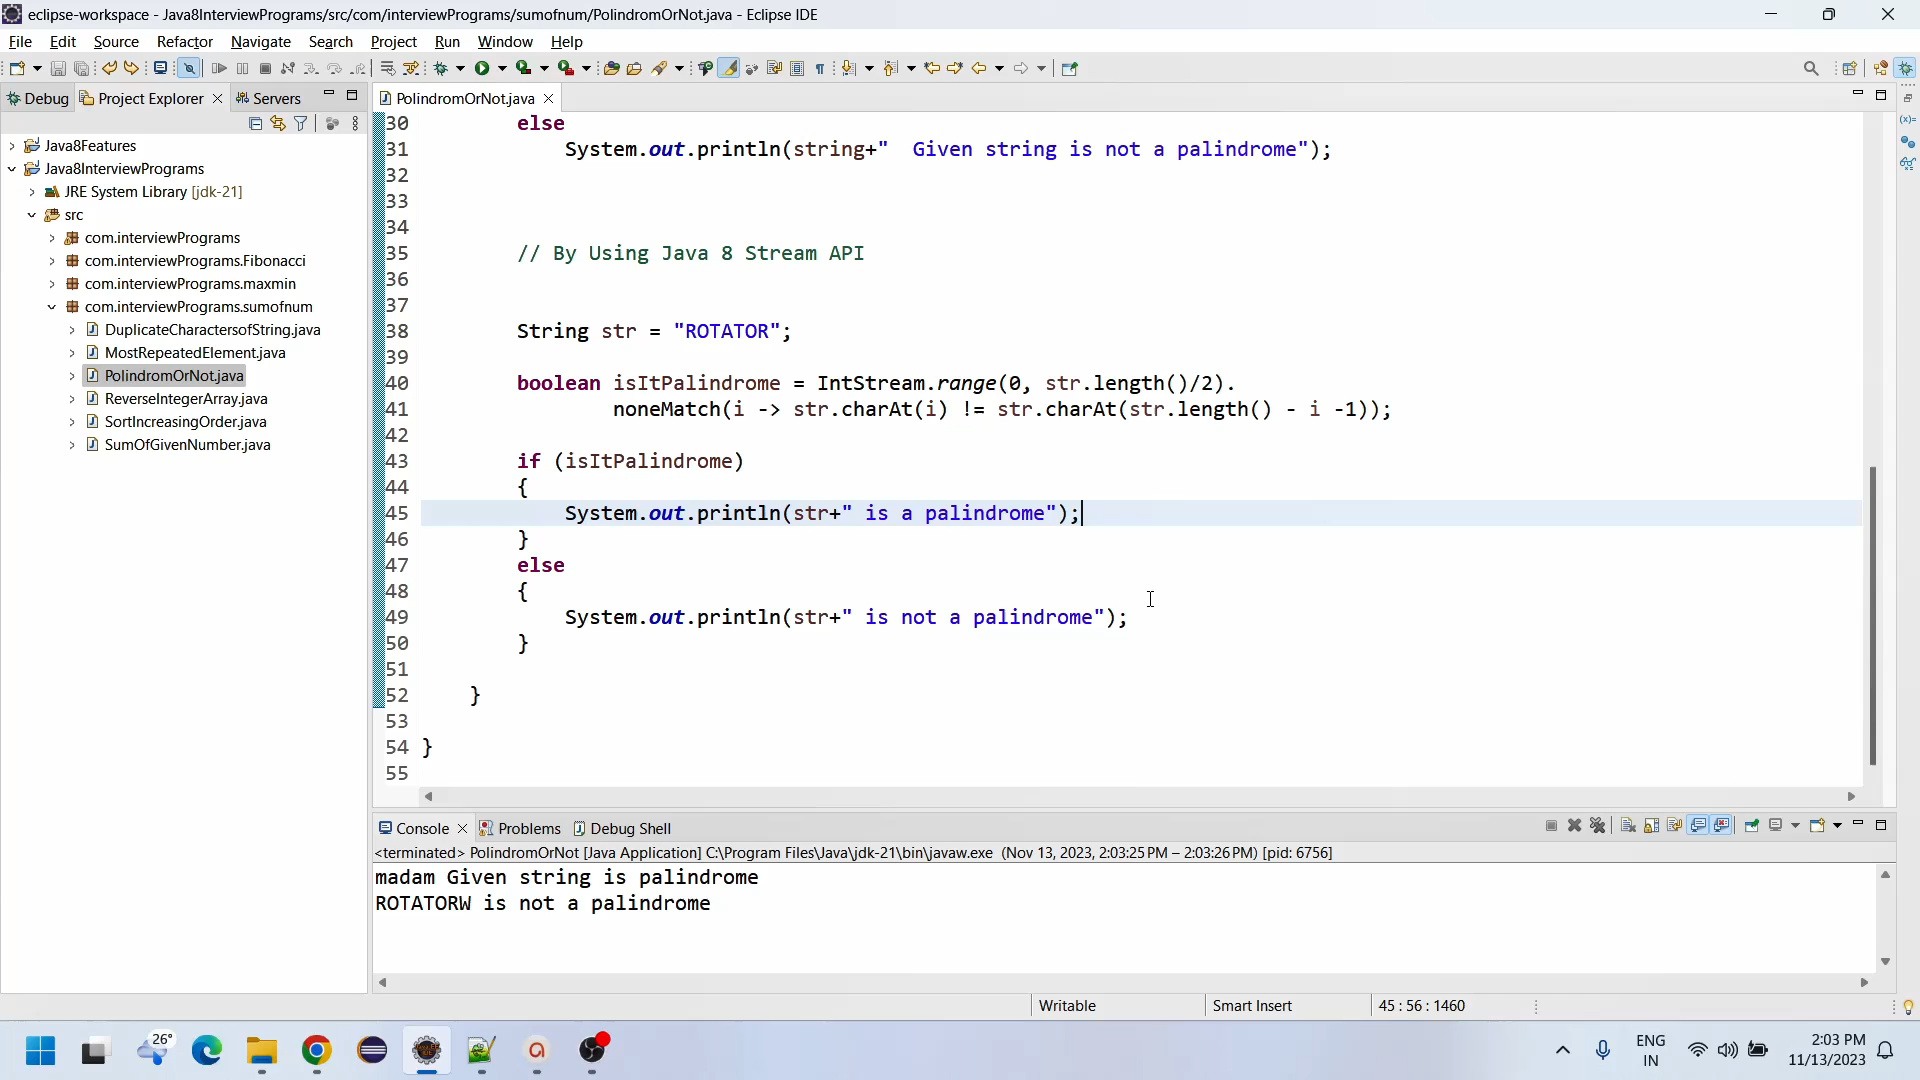 eclipse-workspace - Java8InterviewPrograms/src/com/interviewPrograms/sumofnum/PolindromOrNot.java - Eclipse IDE
File Edit Source Refactor Navigate Search Project Run Window Help
Debug Project Explorer Servers
PolindromOrNot.java
Java8Features
Java8InterviewPrograms
JRE System Library [jdk-21]
src
com.interviewPrograms
com.interviewPrograms.Fibonacci
com.interviewPrograms.maxmin
com.interviewPrograms.sumofnum
DuplicateCharactersofString.java
MostRepeatedElement.java
PolindromOrNot.java
ReverseIntegerArray.java
SortIncreasingOrder.java
SumOfGivenNumber.java
30 else
31 System.out.println(string+"  Given string is not a palindrome");
32
33
34
35 // By Using Java 8 Stream API
36
37
38 String str = "ROTATOR";
39
40 boolean isItPalindrome = IntStream.range(0, str.length()/2).
41 noneMatch(i -> str.charAt(i) != str.charAt(str.length() - i -1));
42
43 if (isItPalindrome)
44 {
45 System.out.println(str+" is a palindrome");
46 }
47 else
48 {
49 System.out.println(str+" is not a palindrome");
50 }
51
52 }
53
54 }
55
Console Problems Debug Shell
<terminated> PolindromOrNot [Java Application] C:\Program Files\Java\jdk-21\bin\javaw.exe (Nov 13, 2023, 2:03:25 PM – 2:03:26 PM) [pid: 6756]
madam Given string is palindrome
ROTATORW is not a palindrome
Writable Smart Insert 45 : 56 : 1460
26°
ENG
IN
2:03 PM
11/13/2023